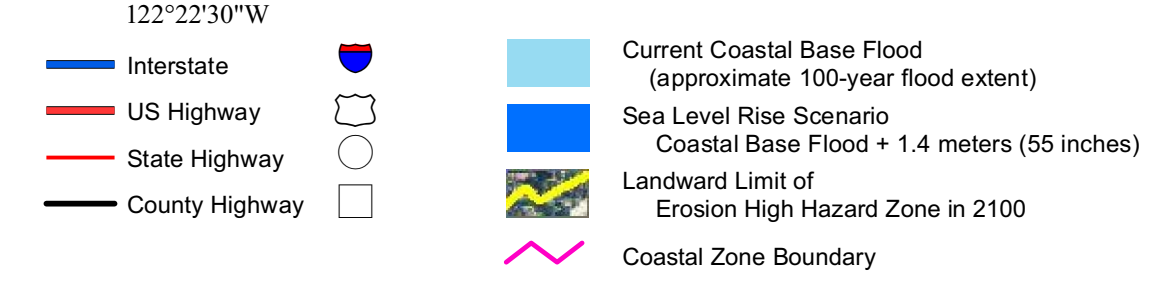 122°22'30"W
Interstate
US Highway
State Highway
County Highway
Current Coastal Base Flood
(approximate 100-year flood extent)
Sea Level Rise Scenario
Coastal Base Flood + 1.4 meters (55 inches)
Landward Limit of
Erosion High Hazard Zone in 2100
Coastal Zone Boundary